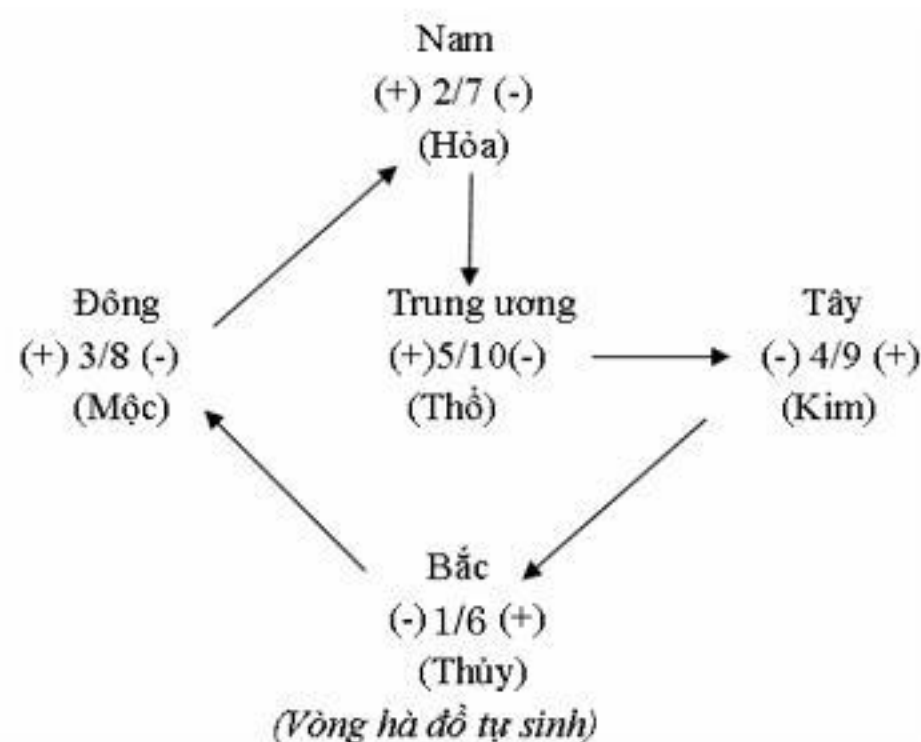 Nam
(+) 2/7 (-)
(Hỏa)
Đông
(+) 3/8 (-)
(Mộc)
Trung ương
(+)5/10(-)
(Thổ)
Tây
(-) 4/9 (+)
(Kim)
Bắc
(-) 1/6 (+)
(Thủy)
(Vòng hà đồ tự sinh)